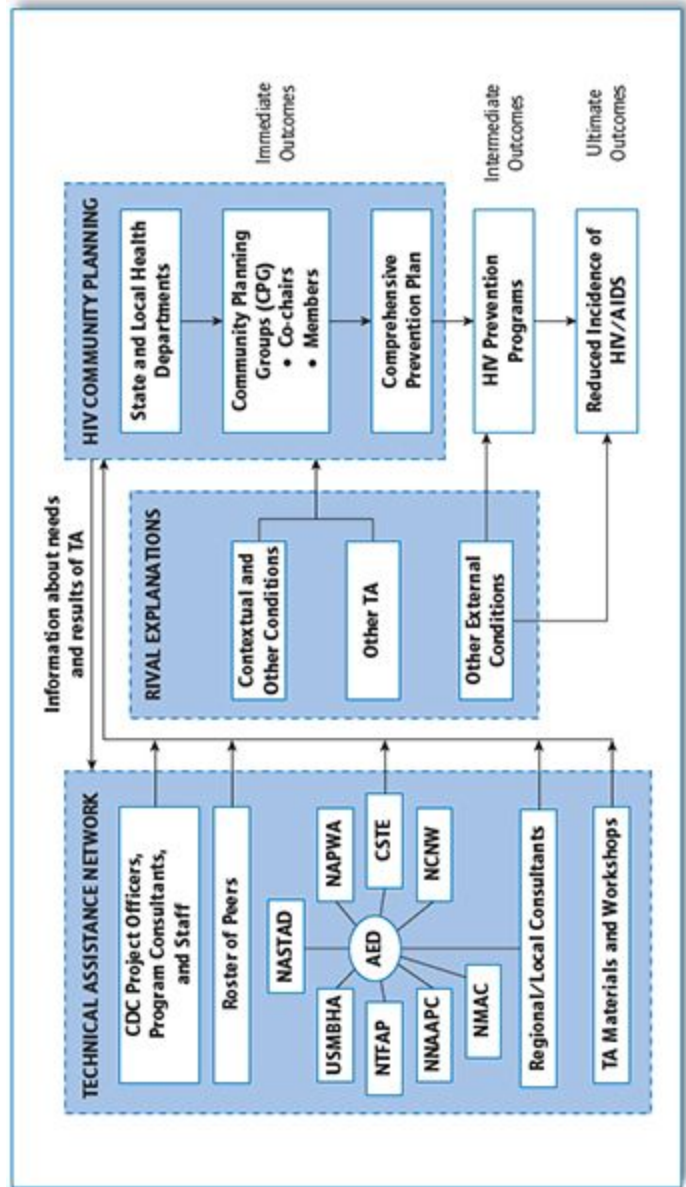 TECHNICAL ASSISTANCE NETWORK
CDC Project Officers,
Program Consultants,
and Staff
Roster of Peers
NASTAD
USMBHA
NAPWA
NTFAP
AED
CSTE
NNAAPC
NCNW
NMAC
Regional/Local Consultants
TA Materials and Workshops
Information about needs
and results of TA
RIVAL EXPLANATIONS
Contextual and
Other Conditions
Other TA
Other External
Conditions
HIV COMMUNITY PLANNING
State and Local Health
Departments
Community Planning
Groups (CPG)
• Co-chairs
• Members
Comprehensive
Prevention Plan
HIV Prevention
Programs
Reduced Incidence of
HIV/AIDS
Immediate
Outcomes
Intermediate
Outcomes
Ultimate
Outcomes